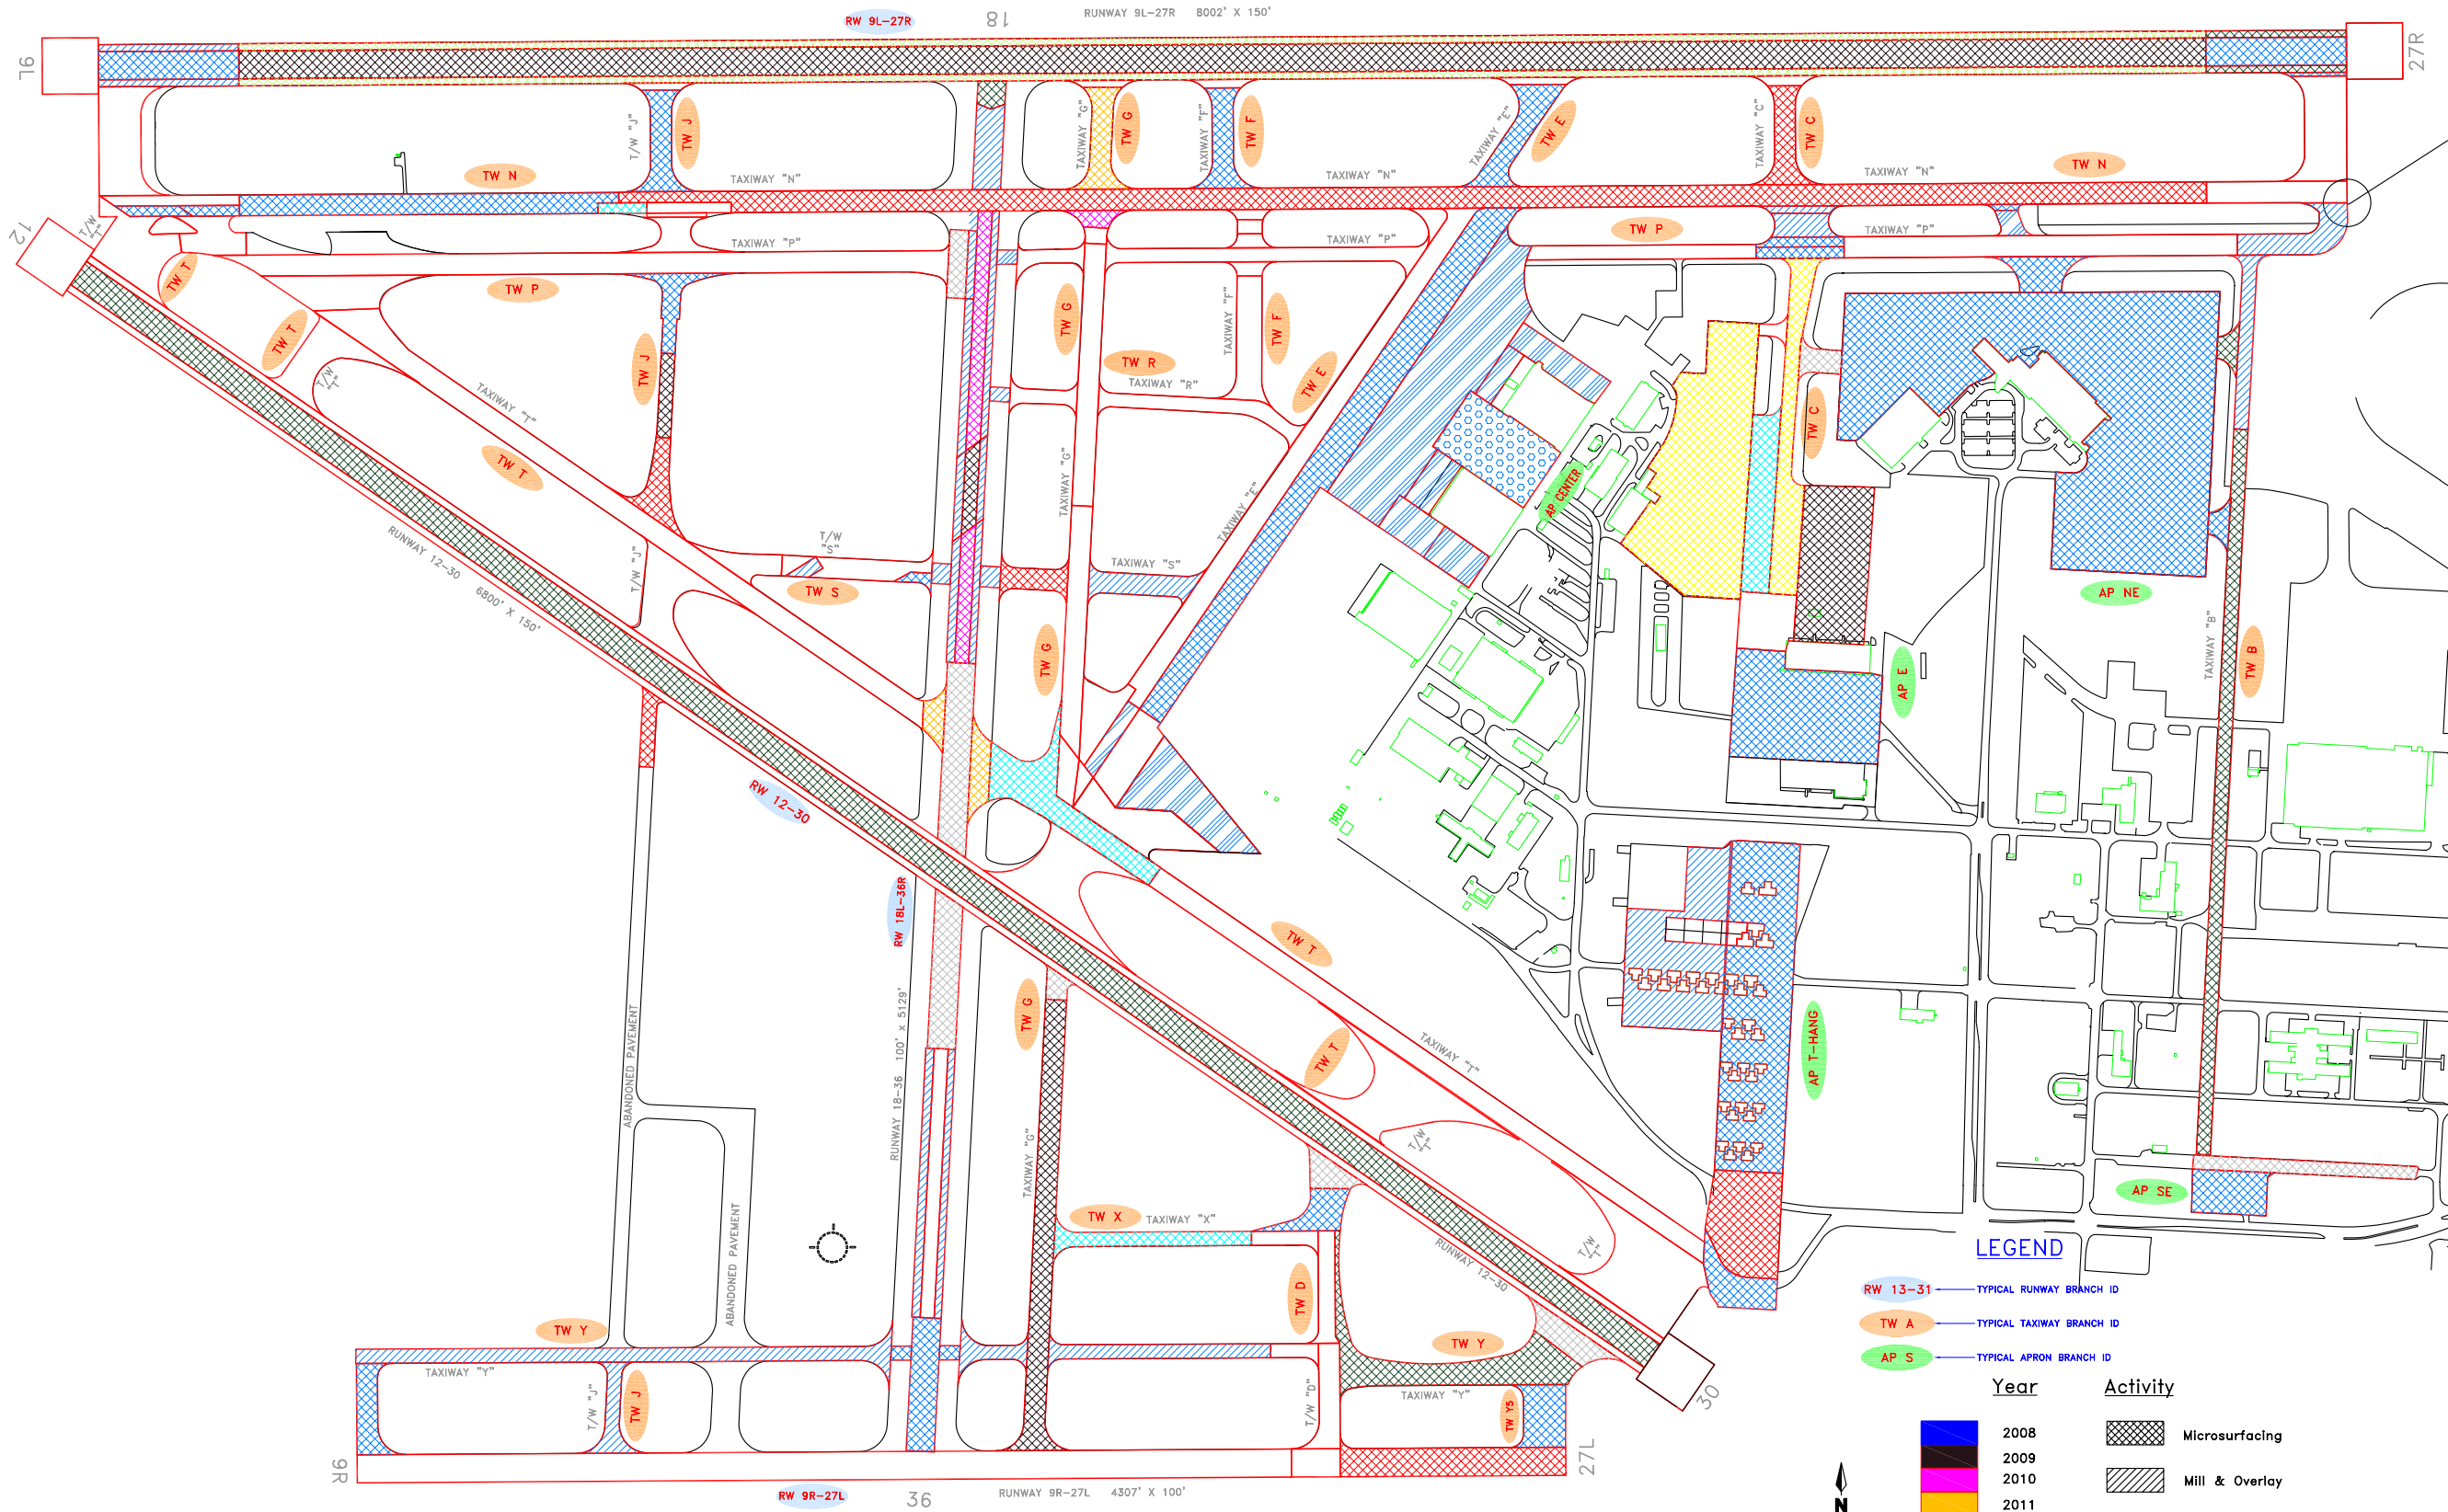 RW 9L-27R
18
RUNWAY 9L-27R 8002' X 150'
9L
27R
T/W "J"
TW J
TAXIWAY "G"
TW G
TAXIWAY "F"
TW F
TAXIWAY "E"
TW E
TAXIWAY "C"
TW C
TW N
TAXIWAY "N"
TAXIWAY "N"
TAXIWAY "N"
TW N
12
T/W
"T"
TAXIWAY "P"
TAXIWAY "P"
TW P
TAXIWAY "P"
TW T
TW P
TW T
TW J
TW G
TAXIWAY "F"
TW F
TW R
TAXIWAY "R"
TW E
T/W
"T"
TAXIWAY "T"
TW T
TW C
TAXIWAY "G"
TAXIWAY "E"
AP CENTER
RUNWAY 12-30 6800' X 150'
T/W "J"
T/W
"S"
TW S
TAXIWAY "S"
AP NE
TW G
AP E
TAXIWAY "B"
TW B
RW 12-30
RW 18L-36R
TW T
ABANDONED PAVEMENT
RUNWAY 18-36 100' x 5129'
TW G
TW T
TAXIWAY "T"
AP T-HANG
TAXIWAY "G"
T/W
"T"
ABANDONED PAVEMENT
TW X
TAXIWAY "X"
AP SE
RUNWAY 12-30
T/W
"T"
TW D
LEGEND
RW 13-31
TYPICAL RUNWAY BRANCH ID
TW Y
TW A
TYPICAL TAXIWAY BRANCH ID
TW Y
AP S
TYPICAL APRON BRANCH ID
TAXIWAY "Y"
T/W "J"
TW J
T/W "D"
TAXIWAY "Y"
TW Y5
30
Year
Activity
2008
Microsurfacing
2009
2010
Mill & Overlay
2011
9R
27L
N
RW 9R-27L
36
RUNWAY 9R-27L 4307' X 100'